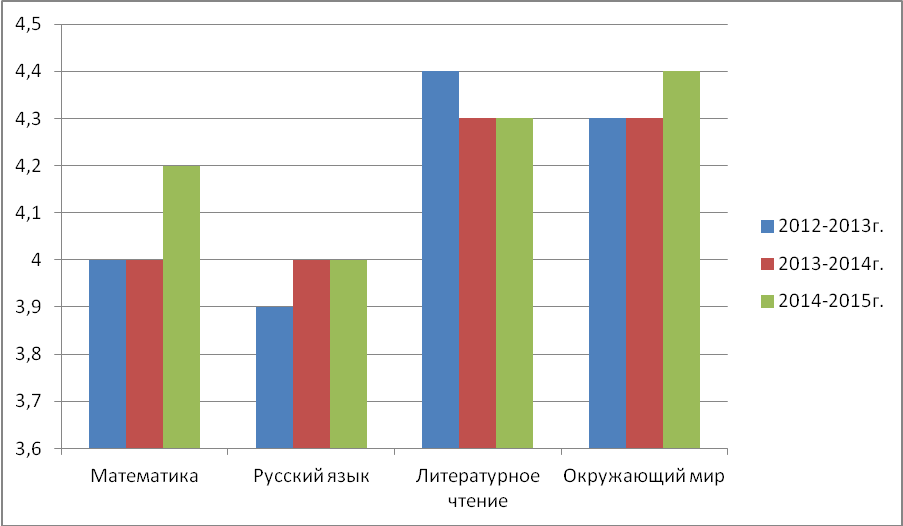 4,5
4,4
4,3
4,2
4,1
4
3,9
3,8
3,7
3,6
Математика
Русский язык
Литературное
чтение
Окружающий мир
2012-2013г.
2013-2014г.
2014-2015г.